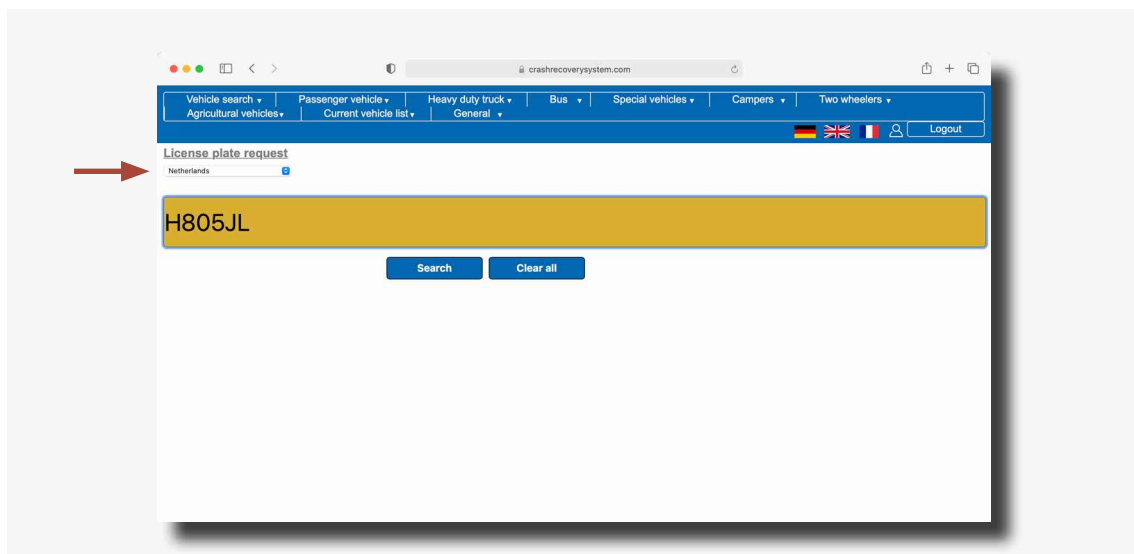 crashrecoverysystem.com
Vehicle search Passenger vehicle Heavy duty truck Bus Special vehicles Campers Two wheelers
Agricultural vehicles Current vehicle list General
Logout
License plate request
Netherlands
H805JL
Search Clear all